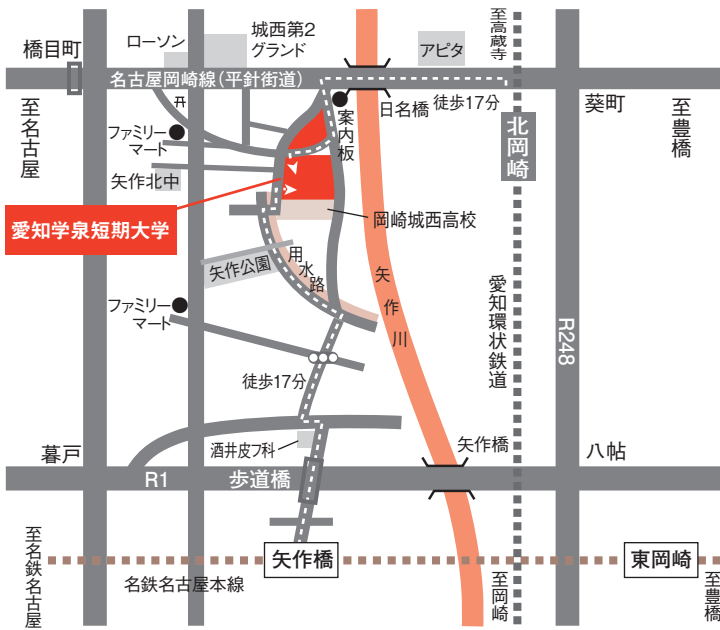 至高蔵寺
城西第2
グランド
ローソン
橋目町
アピタ
名古屋岡崎線(平針街道)
至名古屋
日名橋
徒歩17分
葵町
至豊橋
案内板
北岡崎
ファミリー
マート
矢作北中
愛知学泉短期大学
岡崎城西高校
矢作公園
用水路
矢作川
愛知環状鉄道
R248
ファミリー
マート
徒歩17分
酒井皮フ科
矢作橋
暮戸
八帖
R1
歩道橋
至名鉄名古屋
矢作橋
東岡崎
名鉄名古屋本線
至岡崎
至豊橋